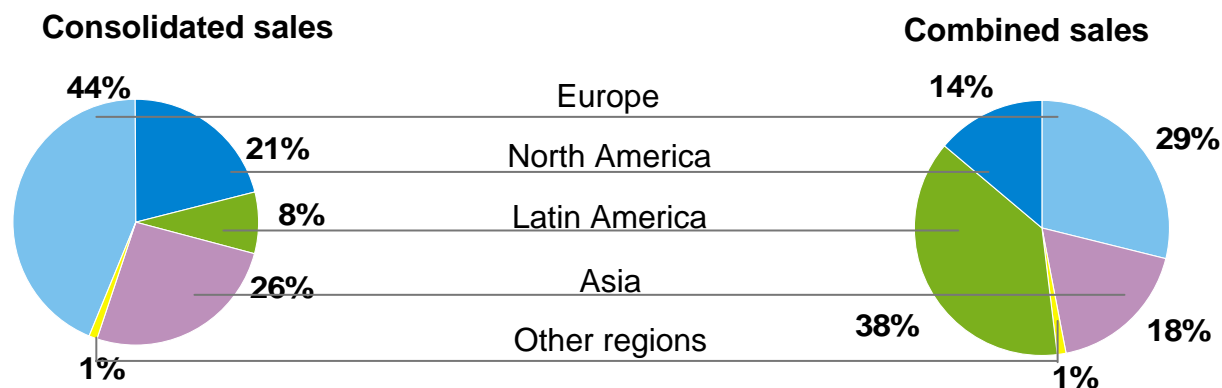 Consolidated sales
Combined sales
44%
Europe
14%
21%
North America
29%
8%
Latin America
26%
Asia
38%
Other regions
18%
1%
1%